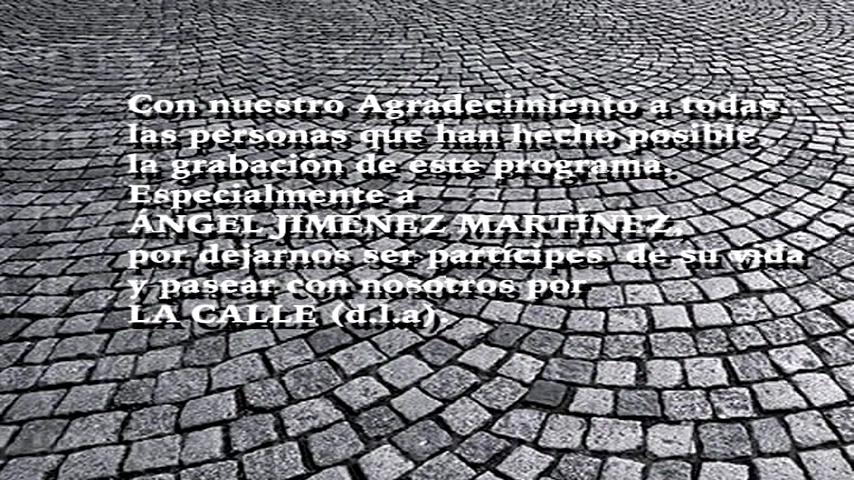 Con nuestro Agradecimiento a todas
las personas que han hecho posible
la grabación de este programa.
Especialmente a
ÁNGEL JIMÉNEZ MARTÍNEZ,
por dejarnos ser partícipes de su vida
y pasear con nosotros por
LA CALLE (d.l.a).